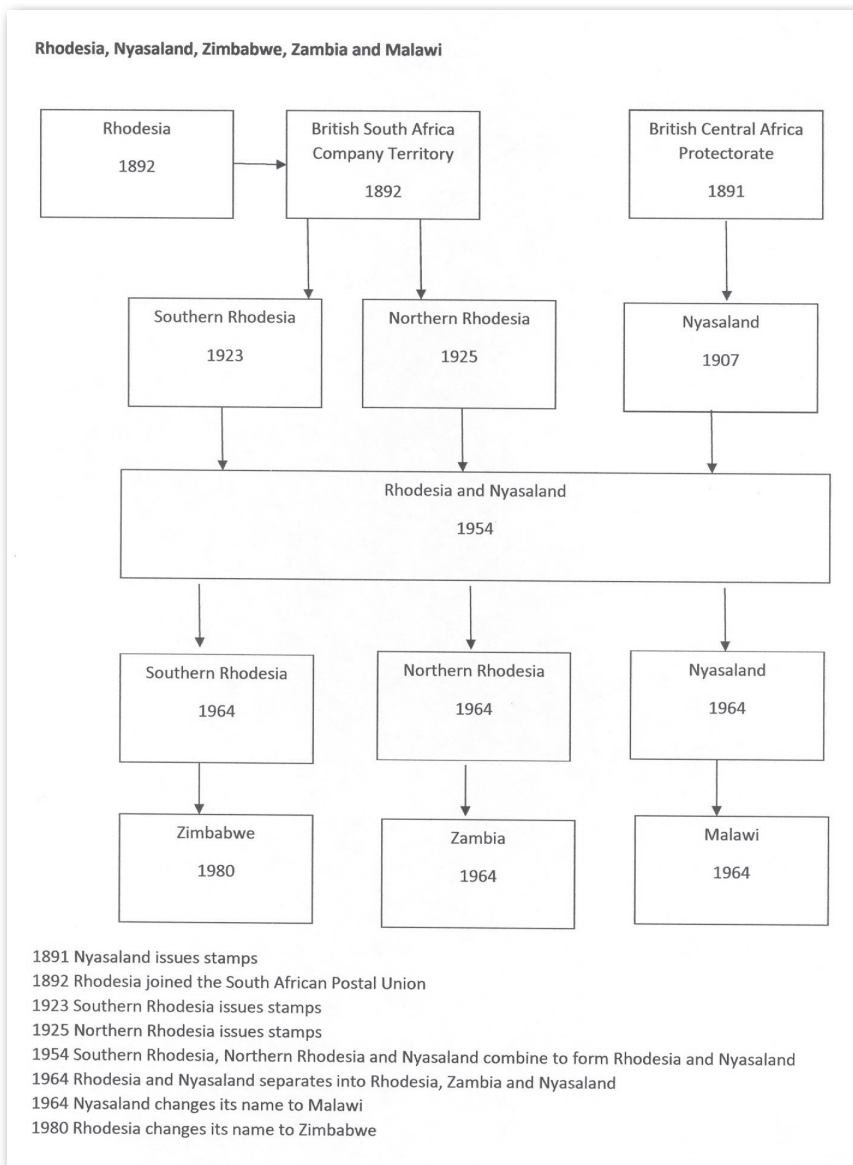 Rhodesia, Nyasaland, Zimbabwe, Zambia and Malawi
Rhodesia
1892
British South Africa
Company Territory
1892
British Central Africa
Protectorate
1891
Southern Rhodesia
1923
Northern Rhodesia
1925
Nyasaland
1907
Rhodesia and Nyasaland
1954
Southern Rhodesia
1964
Northern Rhodesia
1964
Nyasaland
1964
Zimbabwe
1980
Zambia
1964
Malawi
1964
1891 Nyasaland issues stamps
1892 Rhodesia joined the South African Postal Union
1923 Southern Rhodesia issues stamps
1925 Northern Rhodesia issues stamps
1954 Southern Rhodesia, Northern Rhodesia and Nyasaland combine to form Rhodesia and Nyasaland
1964 Rhodesia and Nyasaland separates into Rhodesia, Zambia and Nyasaland
1964 Nyasaland changes its name to Malawi
1980 Rhodesia changes its name to Zimbabwe